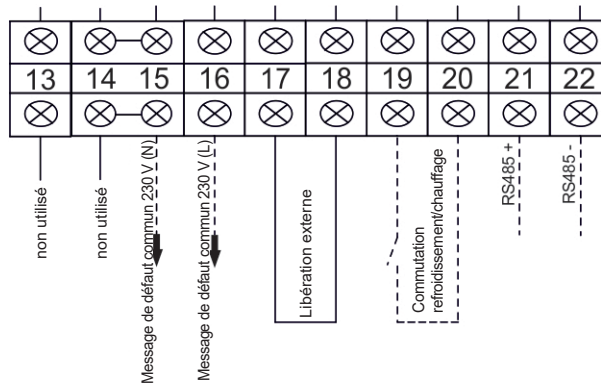 13 14 15 16 17 18 19 20 21 22
non utilisé
non utilisé
Message de défaut commun 230 V (N)
Message de défaut commun 230 V (L)
Libération externe
Commutation
refroidissement/chauffage
RS485 +
RS485 -